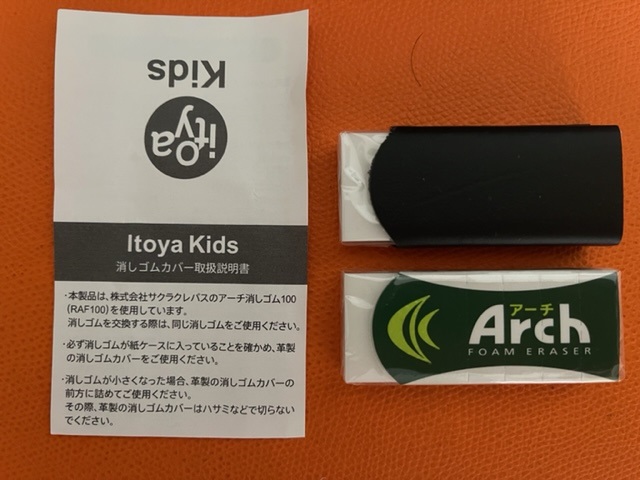 Kids
itoya
Itoya Kids
消しゴムカバー取扱説明書
・本製品は、株式会社サクラクレパスのアーチ消しゴム100
(RAF100)を使用しています。
消しゴムを交換する際は、同じ消しゴムをご使用ください。
・必ず消しゴムが紙ケースに入っていることを確かめ、革製
の消しゴムカバーをご使用ください。
・消しゴムが小さくなった場合、革製の消しゴムカバーの
前方に詰めてご使用ください。
その際、革製の消しゴムカバーはハサミなどで切らない
でください。
アーチ
Arch
FOAM ERASER